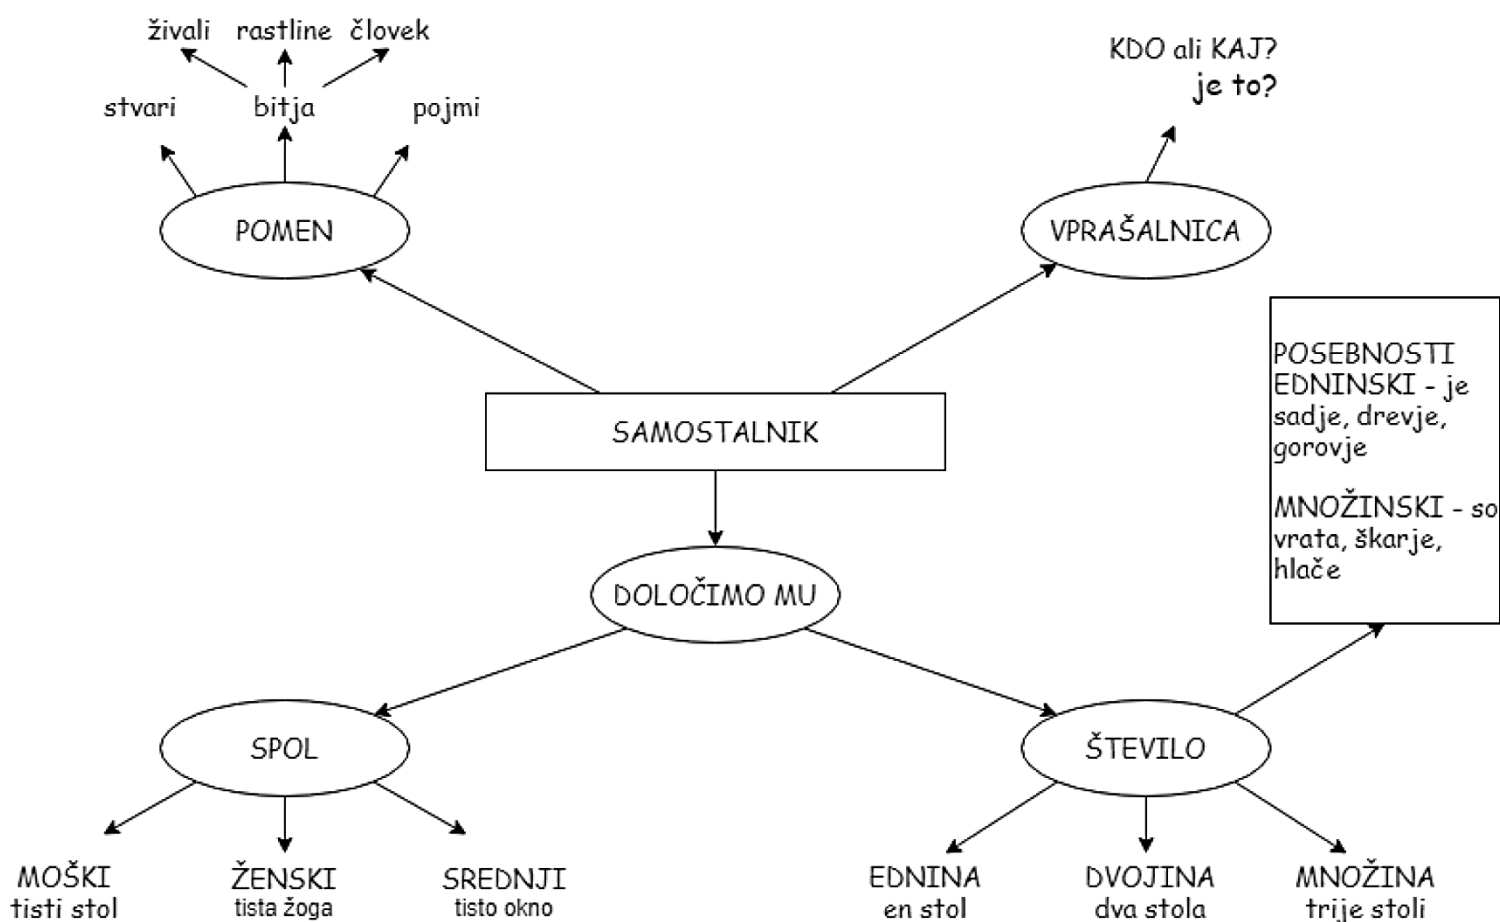 živali rastline človek
stvari bitja pojmi
POMEN
KDO ali KAJ?
je to?
VPRAŠALNICA
SAMOSTALNIK
POSEBNOSTI
EDNINSKI - je
sadje, drevje,
gorovje
MNOŽINSKI - so
vrata, škarje,
hlače
DOLOČIMO MU
SPOL
ŠTEVILO
MOŠKI
tisti stol
ŽENSKI
tista žoga
SREDNJI
tisto okno
EDNINA
en stol
DVOJINA
dva stola
MNOŽINA
trije stoli